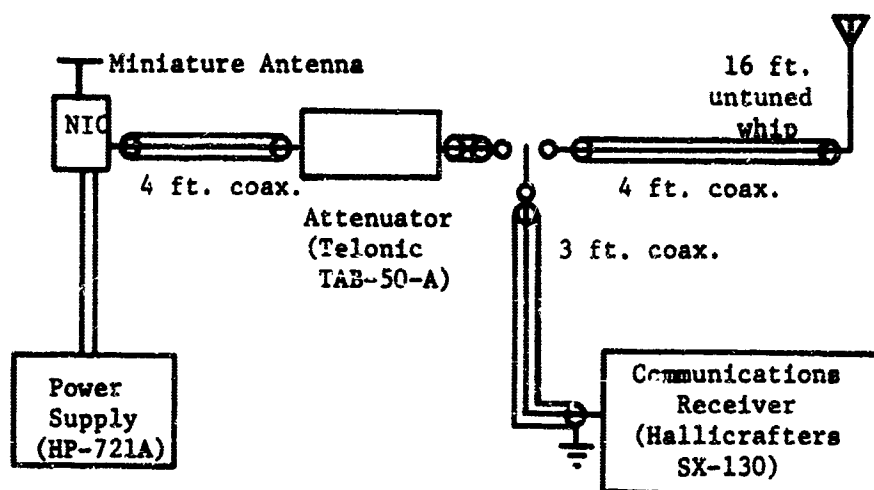 Miniature Antenna
NIC
4 ft. coax.
Attenuator
(Telonic
TAB-50-A)
16 ft.
untuned
whip
4 ft. coax.
3 ft. coax.
Power
Supply
(HP-721A)
Communications
Receiver
(Hallicrafters
SX-130)